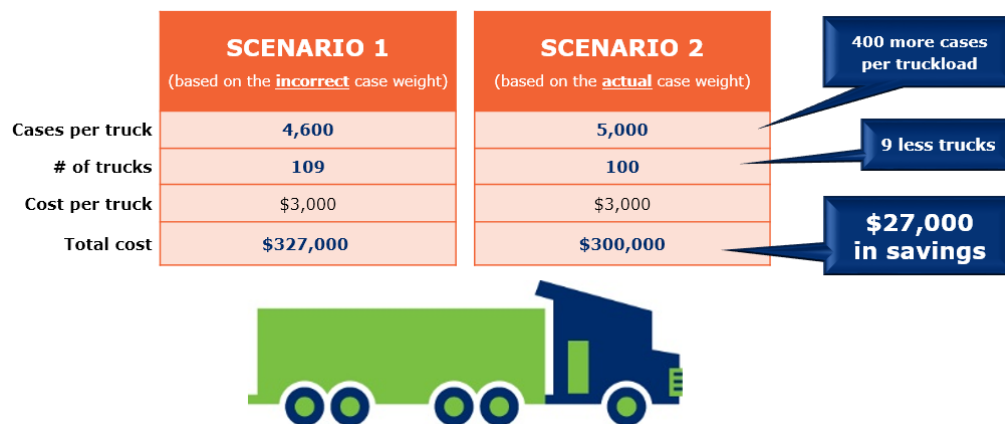 SCENARIO 1
(based on the incorrect case weight)
SCENARIO 2
(based on the actual case weight)
400 more cases
per truckload
Cases per truck 4,600 5,000
# of trucks 109 100
9 less trucks
Cost per truck $3,000 $3,000
Total cost $327,000 $300,000
$27,000
in savings